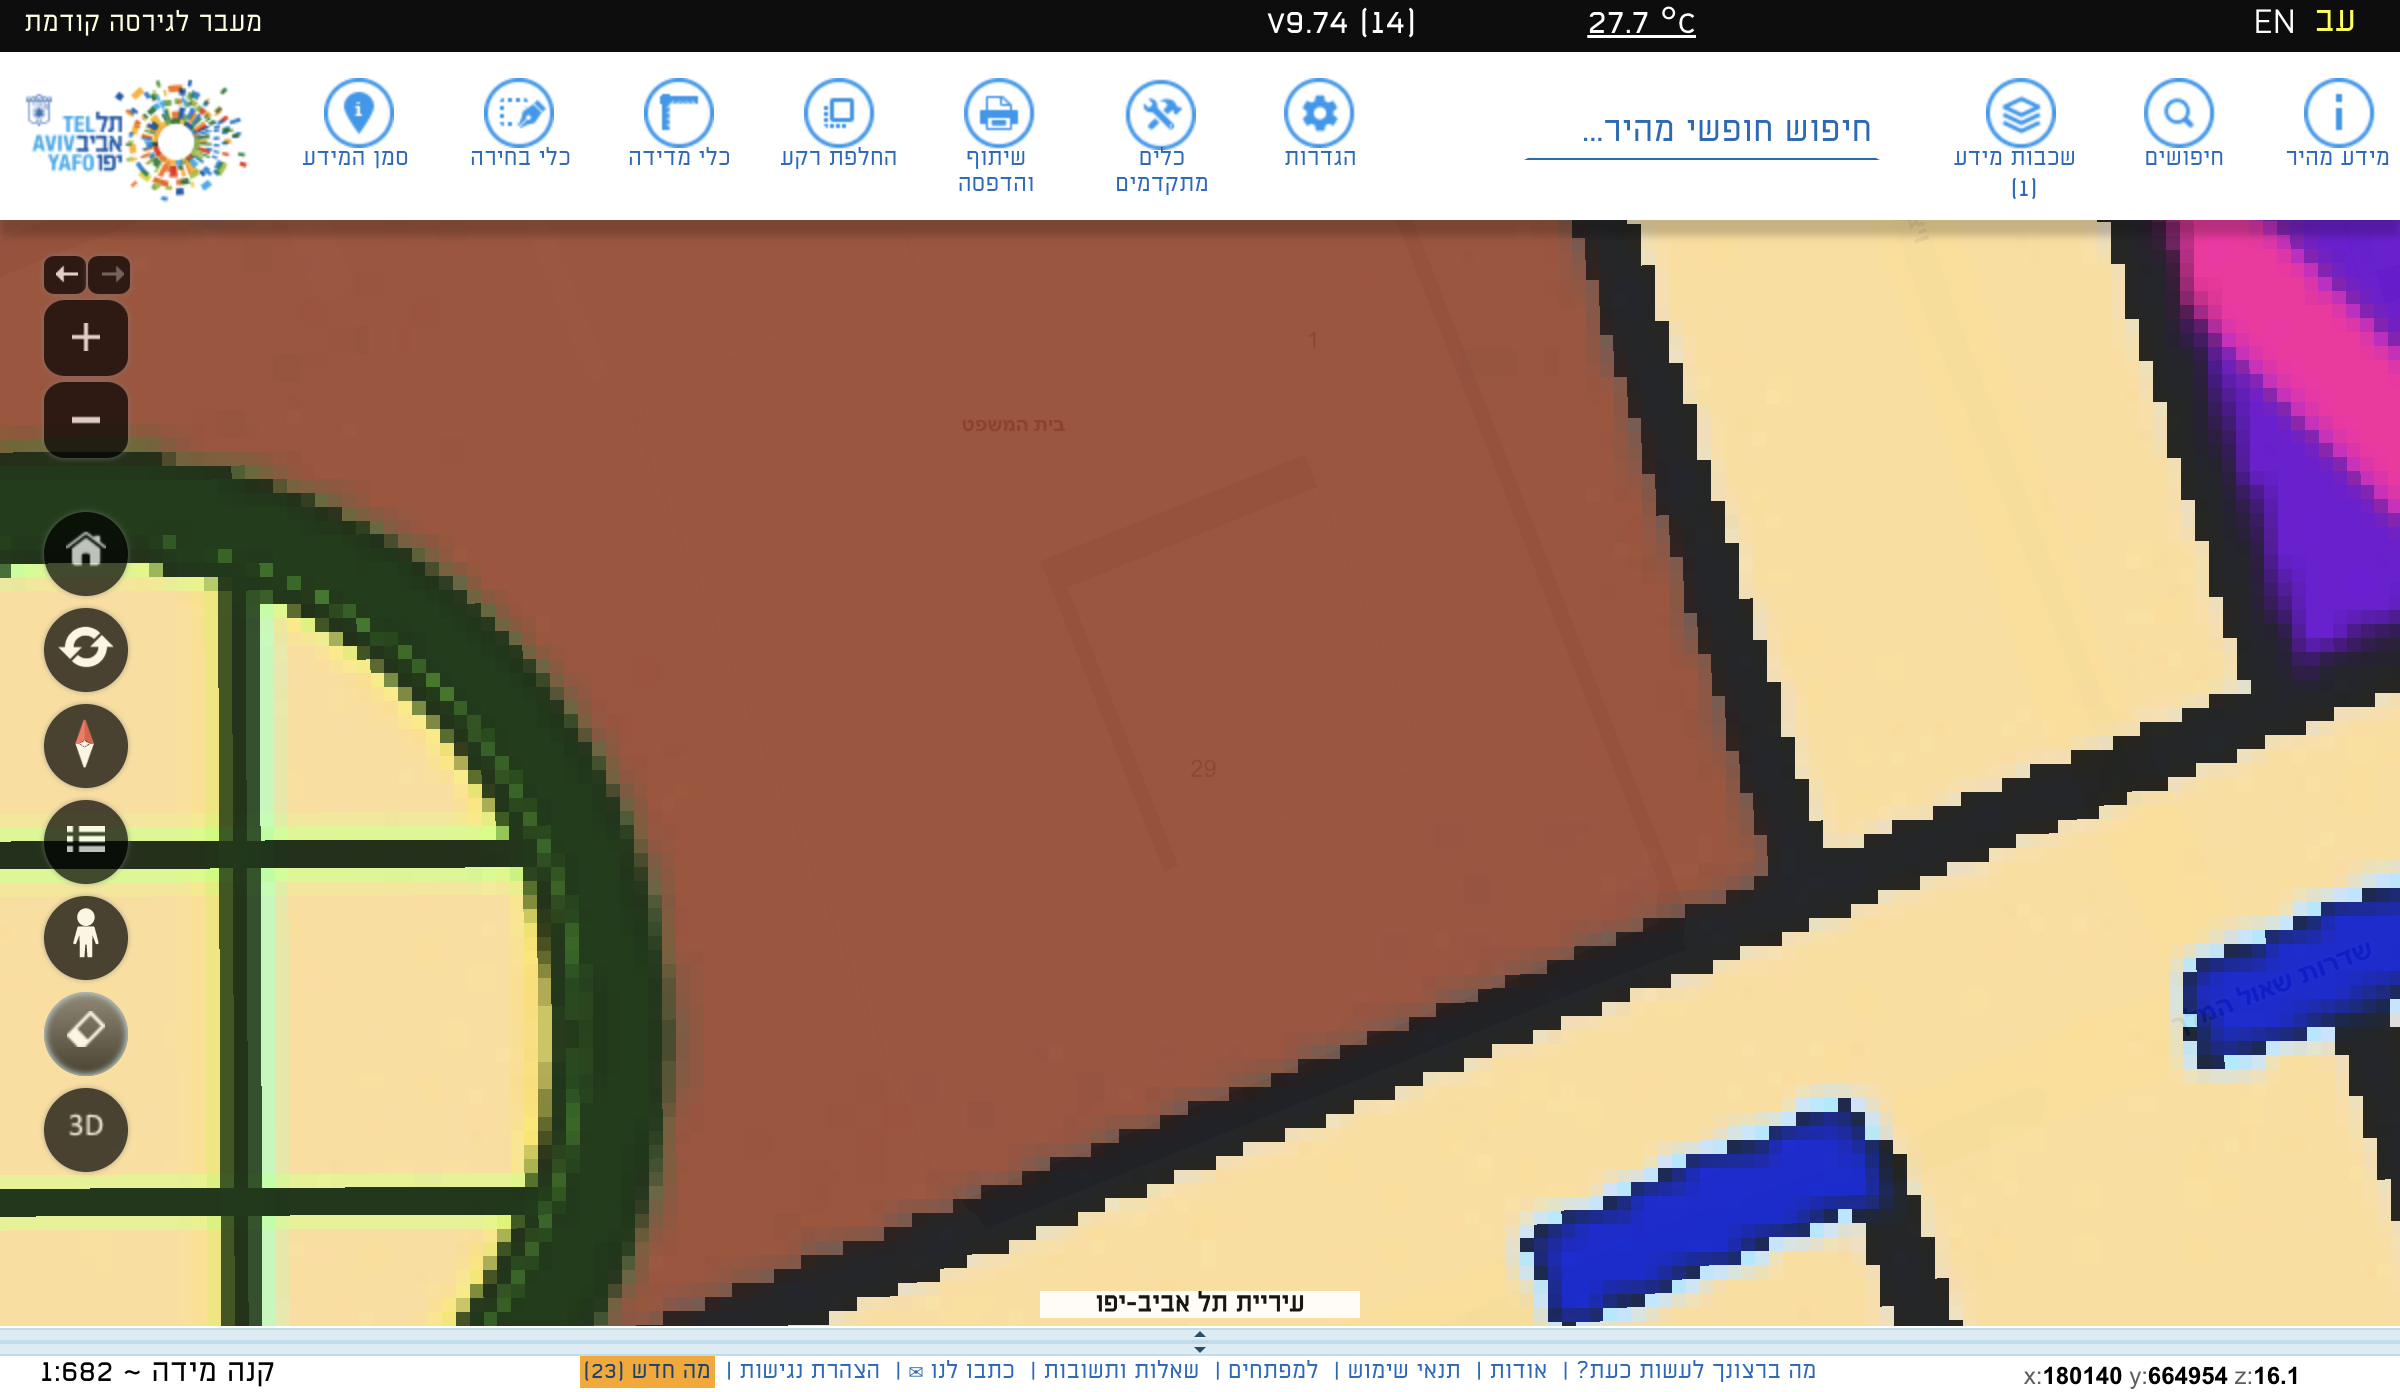 עב EN
27.7 °C
V9.74 (14)
מעבר לגירסה קודמת
מידע מהיר
חיפושים
שכבות מידע
(1)
חיפוש חופשי מהיר...
הגדרות
כלים
מתקדמים
שיתוף
והדפסה
החלפת רקע
כלי מדידה
כלי בחירה
סמן המידע
תל אביב יפו
TEL AVIV YAFO
1
בית המשפט
29
3D
שדרות שאול
עיריית תל אביב-יפו
מה ברצונך לעשות כעת? | אודות | תנאי שימוש | למפתחים | שאלות ותשובות | כתבו לנו ✉ | הצהרת נגישות | מה חדש (23)
קנה מידה ~ 1:682
x:180140 y:664954 z:16.1